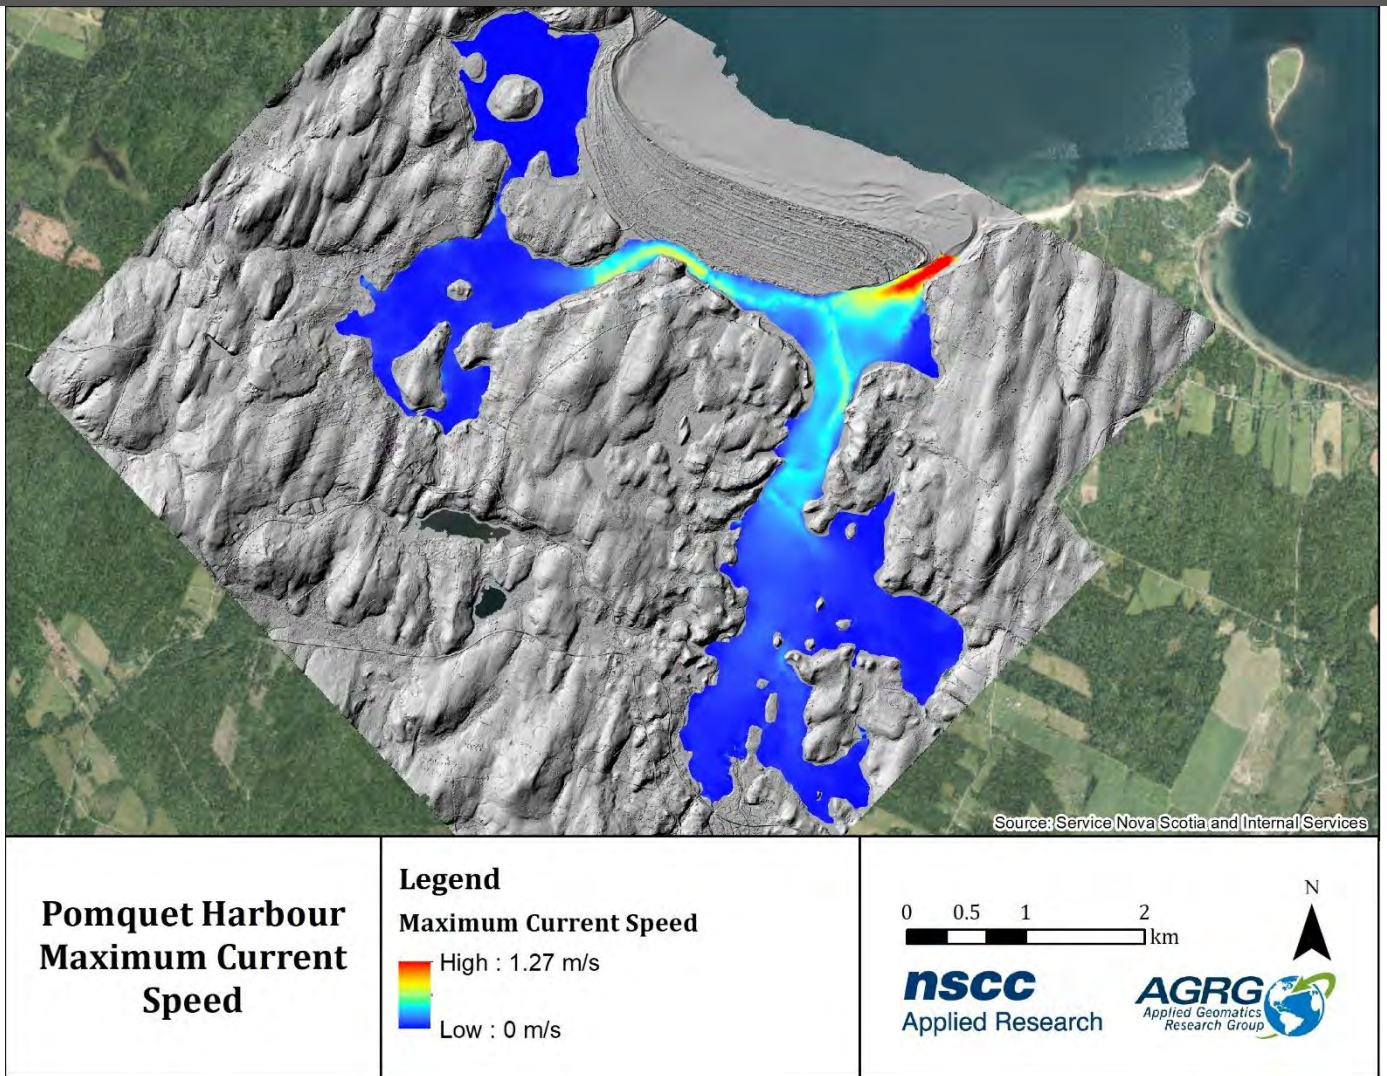 Source: Service Nova Scotia and Internal Services
Pomquet Harbour
Maximum Current
Speed
Legend
Maximum Current Speed
High : 1.27 m/s
Low : 0 m/s
0 0.5 1 2
km
N
nscc
Applied Research
AGRG
Applied Geomatics
Research Group